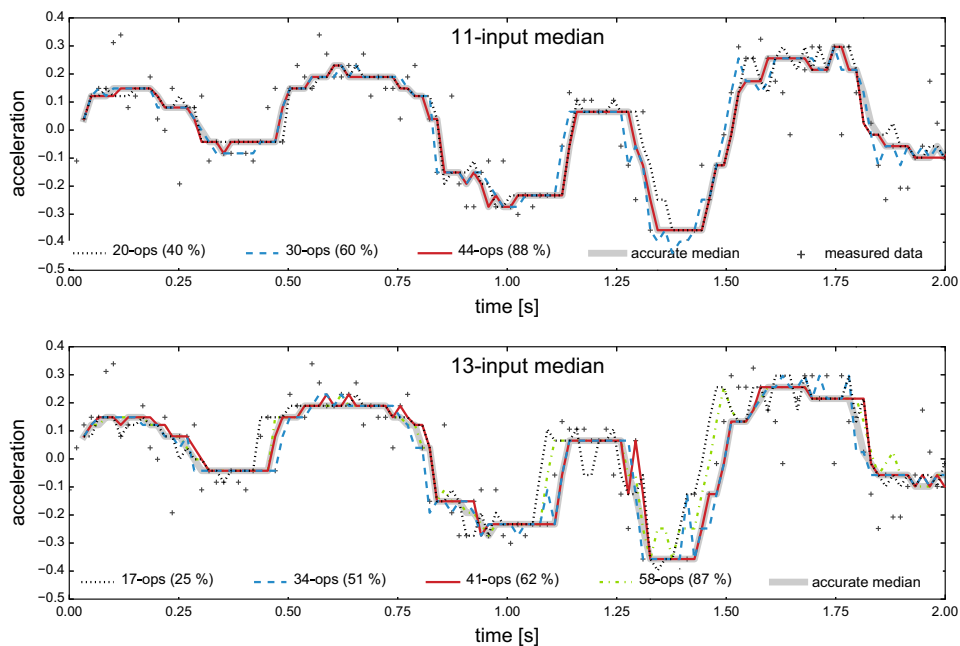 11-input median
0.4
0.3
0.2
0.1
0.0
−0.1
−0.2
−0.3
−0.4
−0.5
acceleration
20-ops (40 %) 30-ops (60 %) 44-ops (88 %) accurate median measured data
0.00 0.25 0.50 0.75 1.00 1.25 1.50 1.75 2.00
time [s]
13-input median
0.4
0.3
0.2
0.1
0.0
−0.1
−0.2
−0.3
−0.4
−0.5
acceleration
17-ops (25 %) 34-ops (51 %) 41-ops (62 %) 58-ops (87 %) accurate median
0.00 0.25 0.50 0.75 1.00 1.25 1.50 1.75 2.00
time [s]